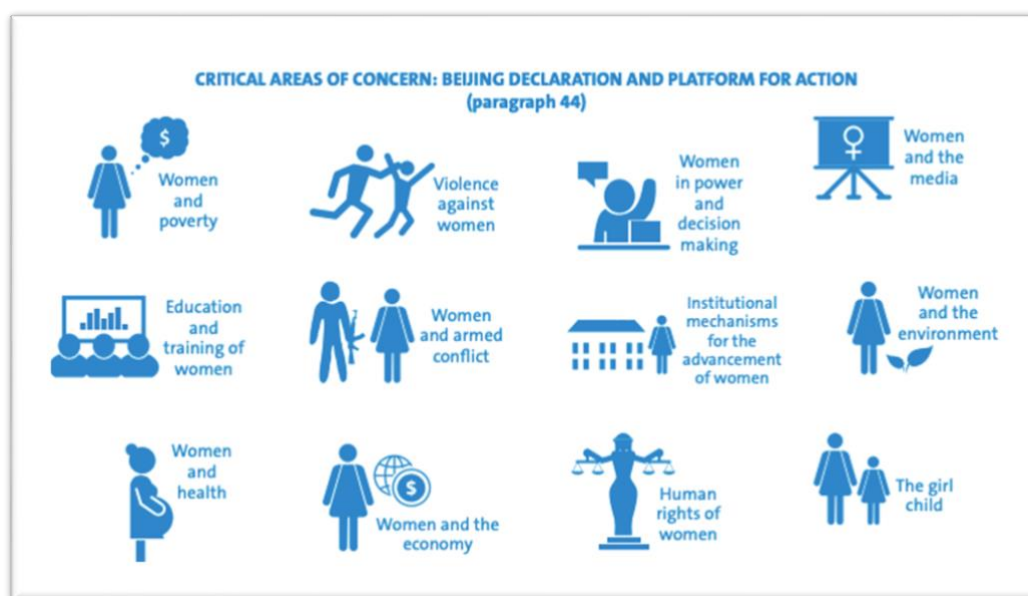 CRITICAL AREAS OF CONCERN: BEIJING DECLARATION AND PLATFORM FOR ACTION
(paragraph 44)
$
Women
and
poverty
Violence
against
women
Women
in power
and
decision
making
Women
and the
media
Education
and
training of
women
Women
and armed
conflict
Institutional
mechanisms
for the
advancement
of women
Women
and the
environment
Women
and
health
$
Women and the
economy
Human
rights of
women
The girl
child